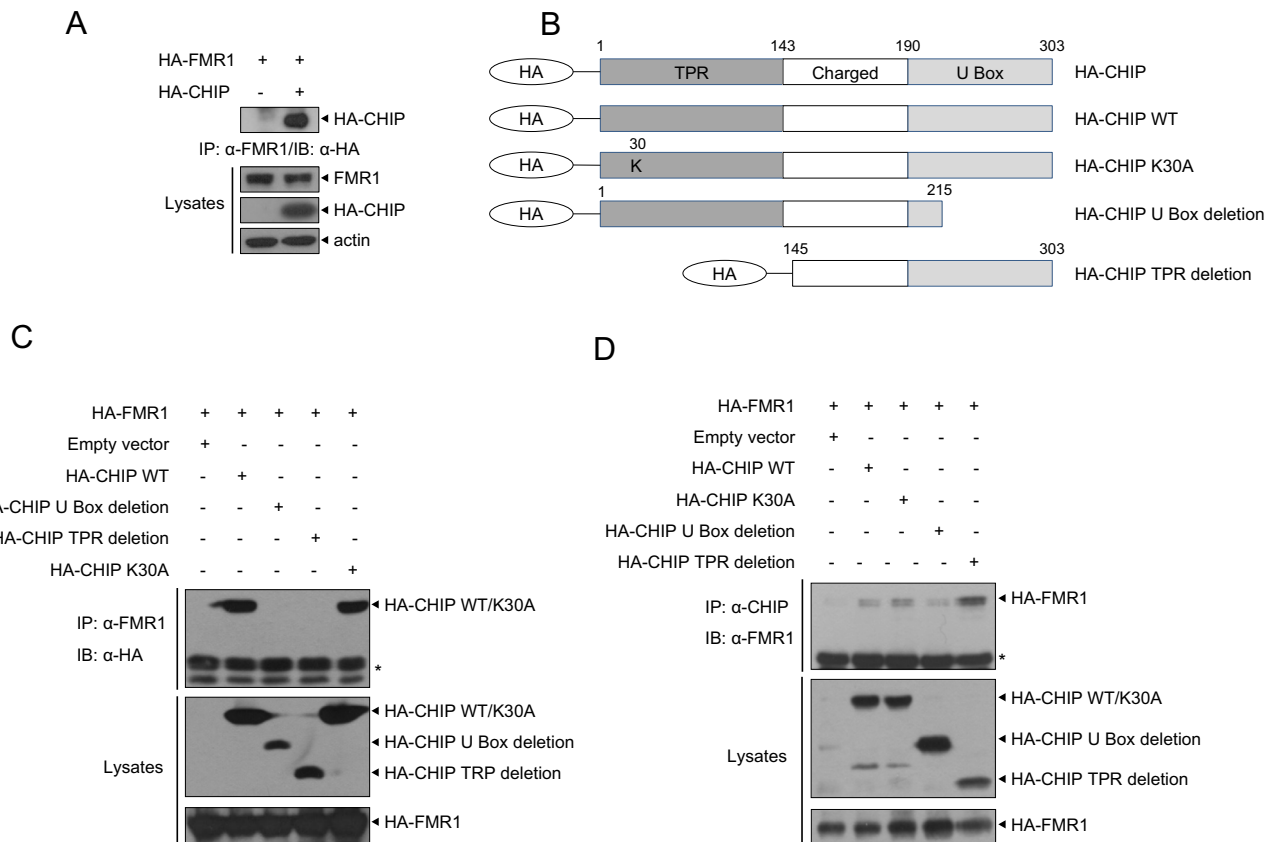 A
HA-FMR1 + +
HA-CHIP - +
HA-CHIP
IP: α-FMR1/IB: α-HA
Lysates
FMR1
HA-CHIP
actin
B
1 143 190 303
HA TPR Charged U Box HA-CHIP
HA HA-CHIP WT
30
HA K HA-CHIP K30A
1 215
HA HA-CHIP U Box deletion
145 303
HA HA-CHIP TPR deletion
C
HA-FMR1 + + + + +
Empty vector + - - - -
HA-CHIP WT - + - - -
A-CHIP U Box deletion - - + - -
HA-CHIP TPR deletion - - - + -
HA-CHIP K30A - - - - +
IP: α-FMR1
IB: α-HA
HA-CHIP WT/K30A
*
Lysates
HA-CHIP WT/K30A
HA-CHIP U Box deletion
HA-CHIP TRP deletion
HA-FMR1
D
HA-FMR1 + + + + +
Empty vector + - - - -
HA-CHIP WT - + - - -
HA-CHIP K30A - - + - -
HA-CHIP U Box deletion - - - + -
HA-CHIP TPR deletion - - - - +
IP: α-CHIP
IB: α-FMR1
HA-FMR1
*
Lysates
HA-CHIP WT/K30A
HA-CHIP U Box deletion
HA-CHIP TPR deletion
HA-FMR1